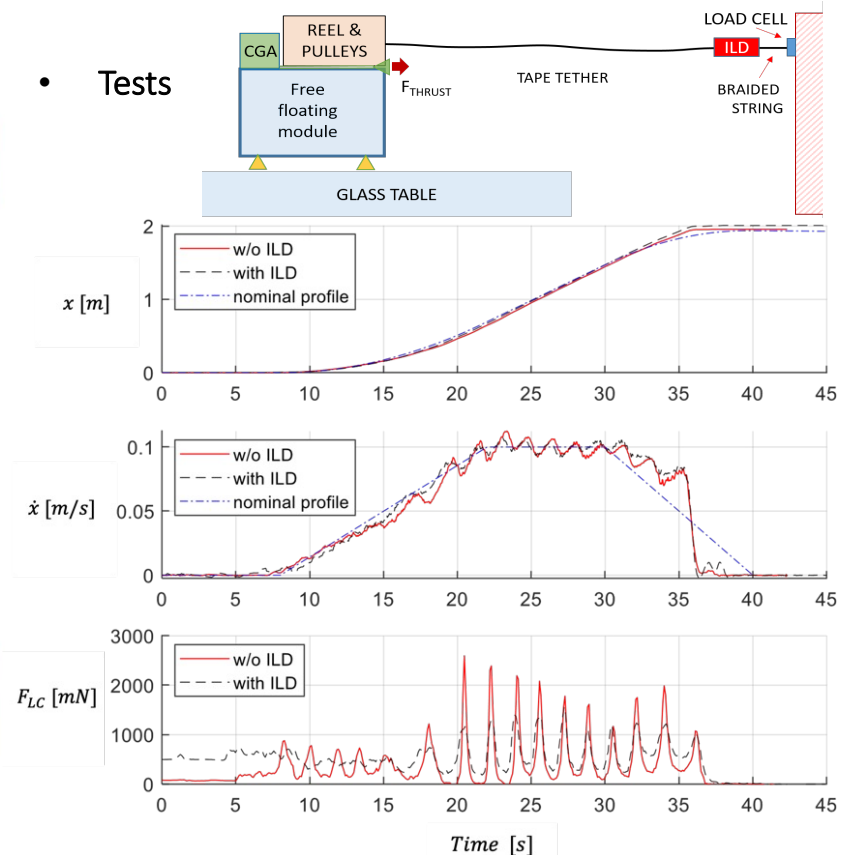 • Tests
CGA
REEL &
PULLEYS
Free
floating
module
F_THRUST
TAPE TETHER
ILD
LOAD CELL
BRAIDED
STRING
GLASS TABLE
x [m]
2
1
0
w/o ILD
with ILD
nominal profile
0 5 10 15 20 25 30 35 40 45
ẋ [m/s]
0.1
0.05
0
w/o ILD
with ILD
nominal profile
0 5 10 15 20 25 30 35 40 45
F_LC [mN]
3000
2000
1000
0
w/o ILD
with ILD
0 5 10 15 20 25 30 35 40 45
Time [s]